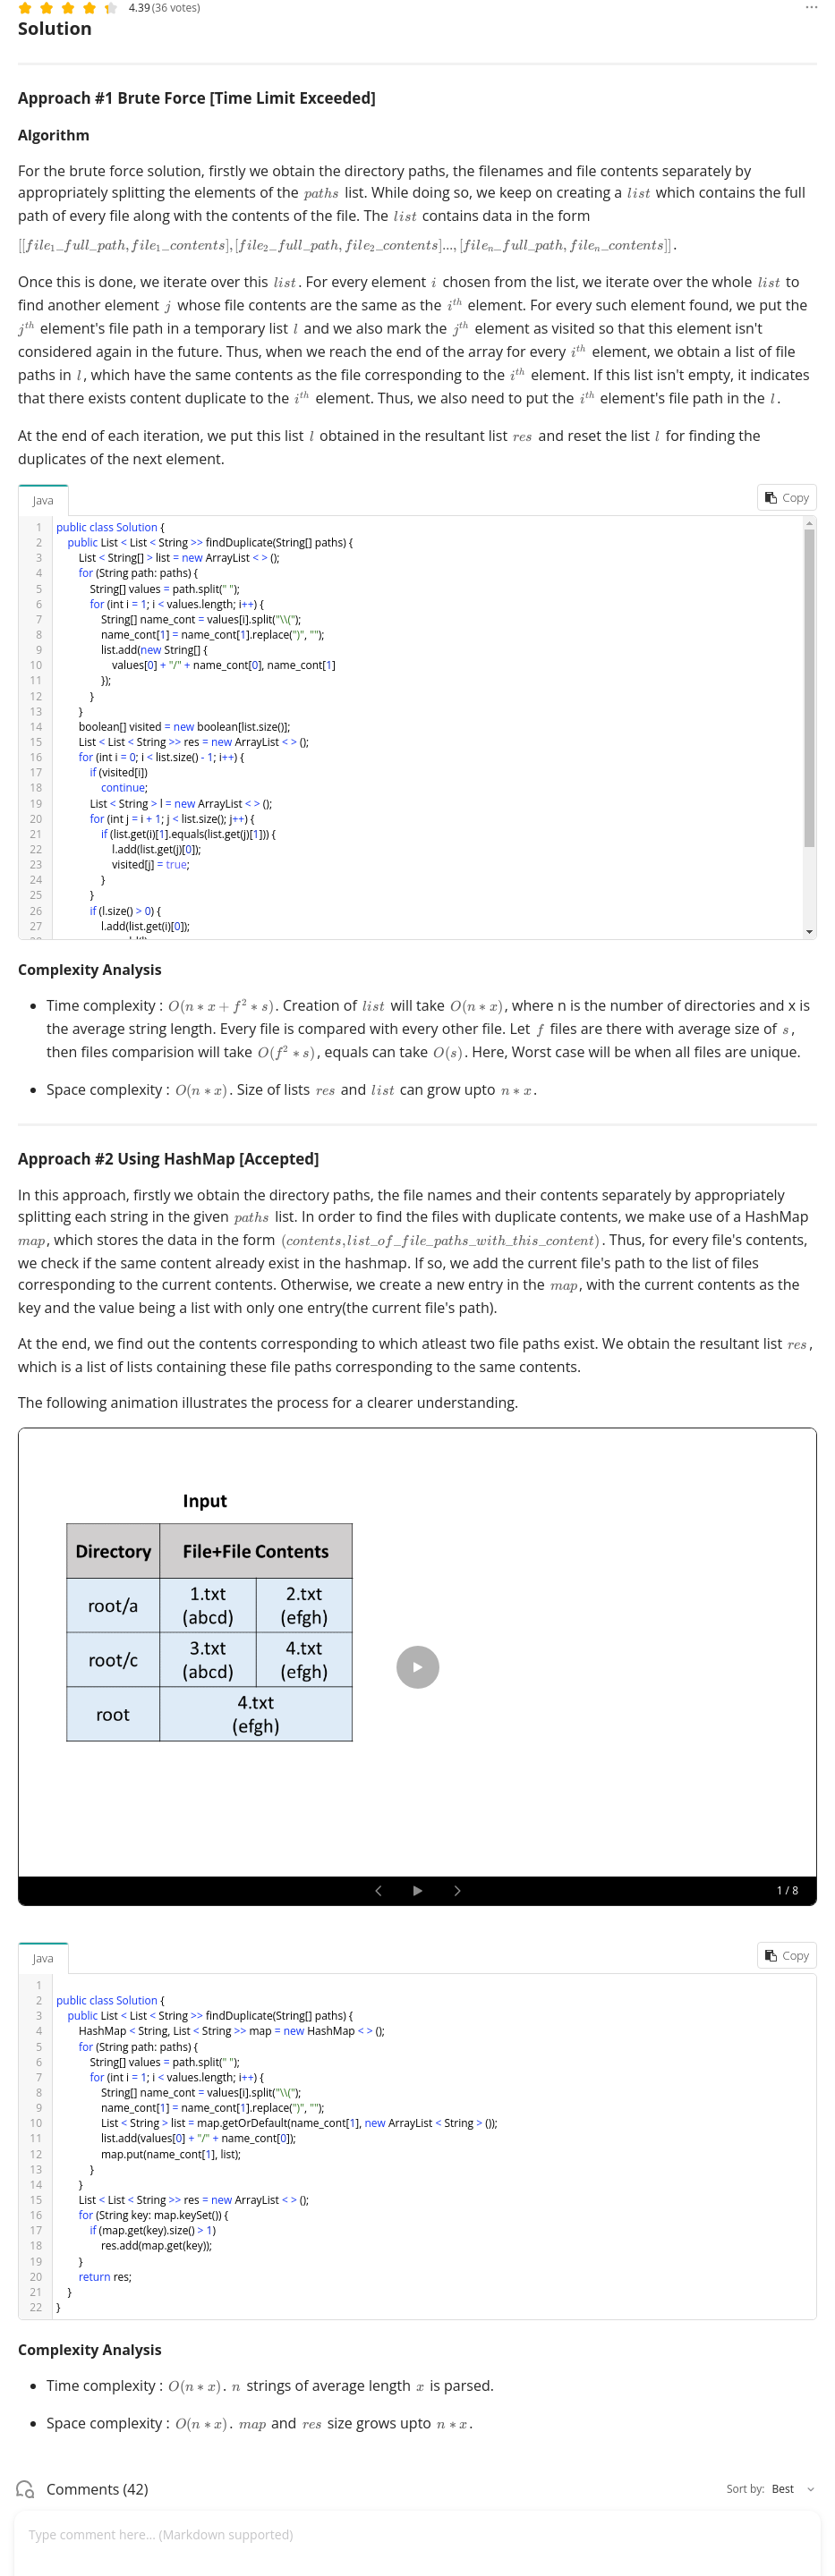 4.39 (36 votes)
Solution
Approach #1 Brute Force [Time Limit Exceeded]
Algorithm
For the brute force solution, firstly we obtain the directory paths, the filenames and file contents separately by
appropriately splitting the elements of the paths list. While doing so, we keep on creating a list which contains the full
path of every file along with the contents of the file. The list contains data in the form
[[file₁_full_path, file₁_contents], [file₂_full_path, file₂_contents]..., [fileₙ_full_path, fileₙ_contents]].
Once this is done, we iterate over this list. For every element i chosen from the list, we iterate over the whole list to
find another element j whose file contents are the same as the i^th element. For every such element found, we put the
j^th element's file path in a temporary list l and we also mark the j^th element as visited so that this element isn't
considered again in the future. Thus, when we reach the end of the array for every i^th element, we obtain a list of file
paths in l, which have the same contents as the file corresponding to the i^th element. If this list isn't empty, it indicates
that there exists content duplicate to the i^th element. Thus, we also need to put the i^th element's file path in the l.
At the end of each iteration, we put this list l obtained in the resultant list res and reset the list l for finding the
duplicates of the next element.
Java
Copy
1 public class Solution {
2 public List < List < String >> findDuplicate(String[] paths) {
3 List < String[] > list = new ArrayList < > ();
4 for (String path: paths) {
5 String[] values = path.split(" ");
6 for (int i = 1; i < values.length; i++) {
7 String[] name_cont = values[i].split("\\(");
8 name_cont[1] = name_cont[1].replace(")", "");
9 list.add(new String[] {
10 values[0] + "/" + name_cont[0], name_cont[1]
11 });
12 }
13 }
14 boolean[] visited = new boolean[list.size()];
15 List < List < String >> res = new ArrayList < > ();
16 for (int i = 0; i < list.size() - 1; i++) {
17 if (visited[i])
18 continue;
19 List < String > l = new ArrayList < > ();
20 for (int j = i + 1; j < list.size(); j++) {
21 if (list.get(i)[1].equals(list.get(j)[1])) {
22 l.add(list.get(j)[0]);
23 visited[j] = true;
24 }
25 }
26 if (l.size() > 0) {
27 l.add(list.get(i)[0]);
Complexity Analysis
• Time complexity : O(n * x + f² * s). Creation of list will take O(n * x), where n is the number of directories and x is
the average string length. Every file is compared with every other file. Let f files are there with average size of s,
then files comparision will take O(f² * s), equals can take O(s). Here, Worst case will be when all files are unique.
• Space complexity : O(n * x). Size of lists res and list can grow upto n * x.
Approach #2 Using HashMap [Accepted]
In this approach, firstly we obtain the directory paths, the file names and their contents separately by appropriately
splitting each string in the given paths list. In order to find the files with duplicate contents, we make use of a HashMap
map, which stores the data in the form (contents, list_of_file_paths_with_this_content). Thus, for every file's contents,
we check if the same content already exist in the hashmap. If so, we add the current file's path to the list of files
corresponding to the current contents. Otherwise, we create a new entry in the map, with the current contents as the
key and the value being a list with only one entry(the current file's path).
At the end, we find out the contents corresponding to which atleast two file paths exist. We obtain the resultant list res,
which is a list of lists containing these file paths corresponding to the same contents.
The following animation illustrates the process for a clearer understanding.
Input
Directory File+File Contents
root/a 1.txt (abcd) 2.txt (efgh)
root/c 3.txt (abcd) 4.txt (efgh)
root 4.txt (efgh)
1 / 8
Java
Copy
1
2 public class Solution {
3 public List < List < String >> findDuplicate(String[] paths) {
4 HashMap < String, List < String >> map = new HashMap < > ();
5 for (String path: paths) {
6 String[] values = path.split(" ");
7 for (int i = 1; i < values.length; i++) {
8 String[] name_cont = values[i].split("\\(");
9 name_cont[1] = name_cont[1].replace(")", "");
10 List < String > list = map.getOrDefault(name_cont[1], new ArrayList < String > ());
11 list.add(values[0] + "/" + name_cont[0]);
12 map.put(name_cont[1], list);
13 }
14 }
15 List < List < String >> res = new ArrayList < > ();
16 for (String key: map.keySet()) {
17 if (map.get(key).size() > 1)
18 res.add(map.get(key));
19 }
20 return res;
21 }
22 }
Complexity Analysis
• Time complexity : O(n * x). n strings of average length x is parsed.
• Space complexity : O(n * x). map and res size grows upto n * x.
Comments (42)
Sort by: Best
Type comment here... (Markdown supported)